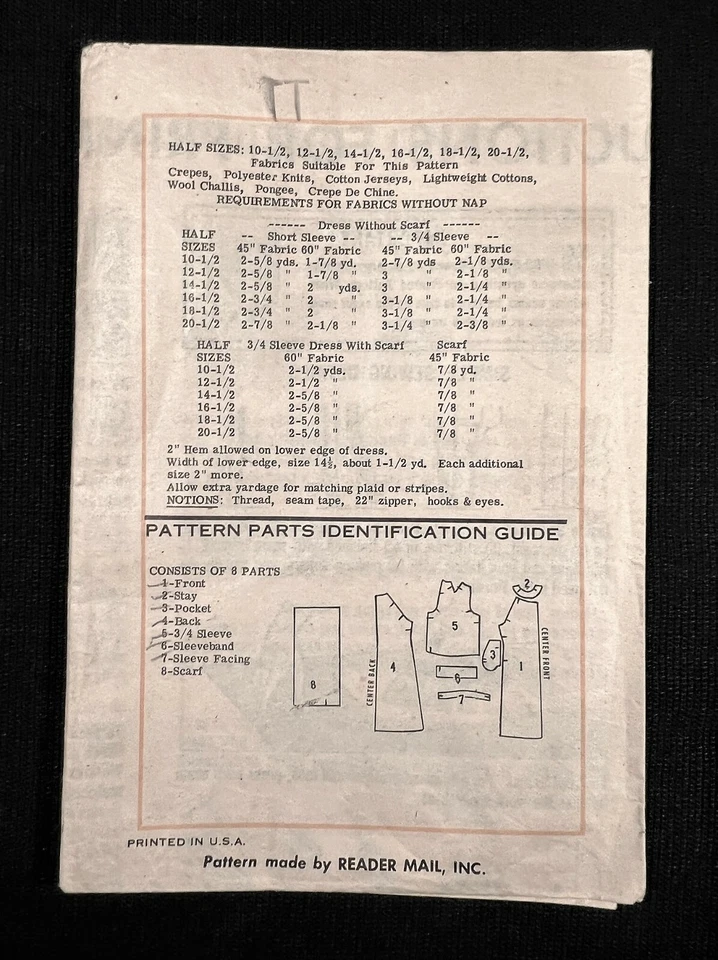 HALF SIZES: 10-1/2, 12-1/2, 14-1/2, 16-1/2, 18-1/2, 20-1/2,
Fabrics Suitable For This Pattern
Crepes, Polyester Knits, Cotton Jerseys, Lightweight Cottons,
Wool Challis, Pongee, Crepe De Chine.
REQUIREMENTS FOR FABRICS WITHOUT NAP
------ Dress Without Scarf ------
HALF -- Short Sleeve -- -- 3/4 Sleeve --
SIZES 45" Fabric 60" Fabric 45" Fabric 60" Fabric
10-1/2 2-5/8 yds. 1-7/8 yd. 2-7/8 yds 2-1/8 yds.
12-1/2 2-5/8 " 1-7/8 " 3 " 2-1/8 "
14-1/2 2-5/8 " 2 yds. 3 " 2-1/4 "
16-1/2 2-3/4 " 2 " 3-1/8 " 2-1/4 "
18-1/2 2-3/4 " 2 " 3-1/8 " 2-1/4 "
20-1/2 2-7/8 " 2-1/8 " 3-1/4 " 2-3/8 "
HALF 3/4 Sleeve Dress With Scarf Scarf
SIZES 60" Fabric 45" Fabric
10-1/2 2-1/2 yds. 7/8 yd.
12-1/2 2-1/2 " 7/8 "
14-1/2 2-5/8 " 7/8 "
16-1/2 2-5/8 " 7/8 "
18-1/2 2-5/8 " 7/8 "
20-1/2 2-5/8 " 7/8 "
2" Hem allowed on lower edge of dress.
Width of lower edge, size 14½, about 1-1/2 yd. Each additional
size 2" more.
Allow extra yardage for matching plaid or stripes.
NOTIONS: Thread, seam tape, 22" zipper, hooks & eyes.
PATTERN PARTS IDENTIFICATION GUIDE
CONSISTS OF 8 PARTS
1-Front
2-Stay
3-Pocket
4-Back
5-3/4 Sleeve
6-Sleeveband
7-Sleeve Facing
8-Scarf
2
5
3
4
1
6
7
8
CENTER BACK
CENTER FRONT
PRINTED IN U.S.A.
Pattern made by READER MAIL, INC.